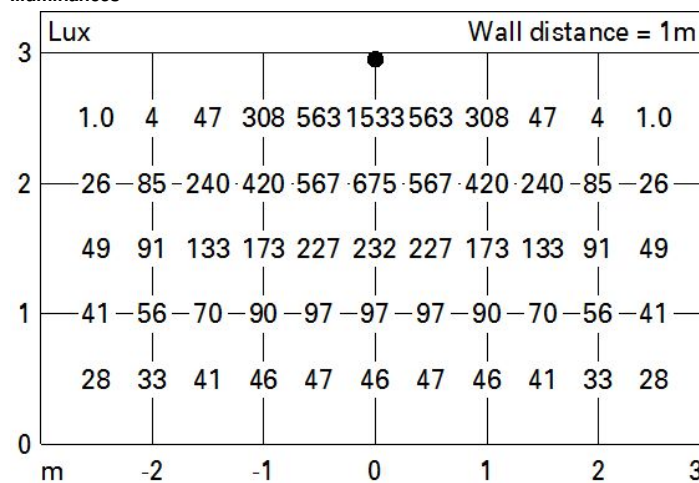 Lux Wall distance = 1m
3
1.0 4 47 308 563 1533 563 308 47 4 1.0
2 26 85 240 420 567 675 567 420 240 85 26
49 91 133 173 227 232 227 173 133 91 49
1 41 56 70 90 97 97 97 90 70 56 41
28 33 41 46 47 46 47 46 41 33 28
0
m -2 -1 0 1 2 3